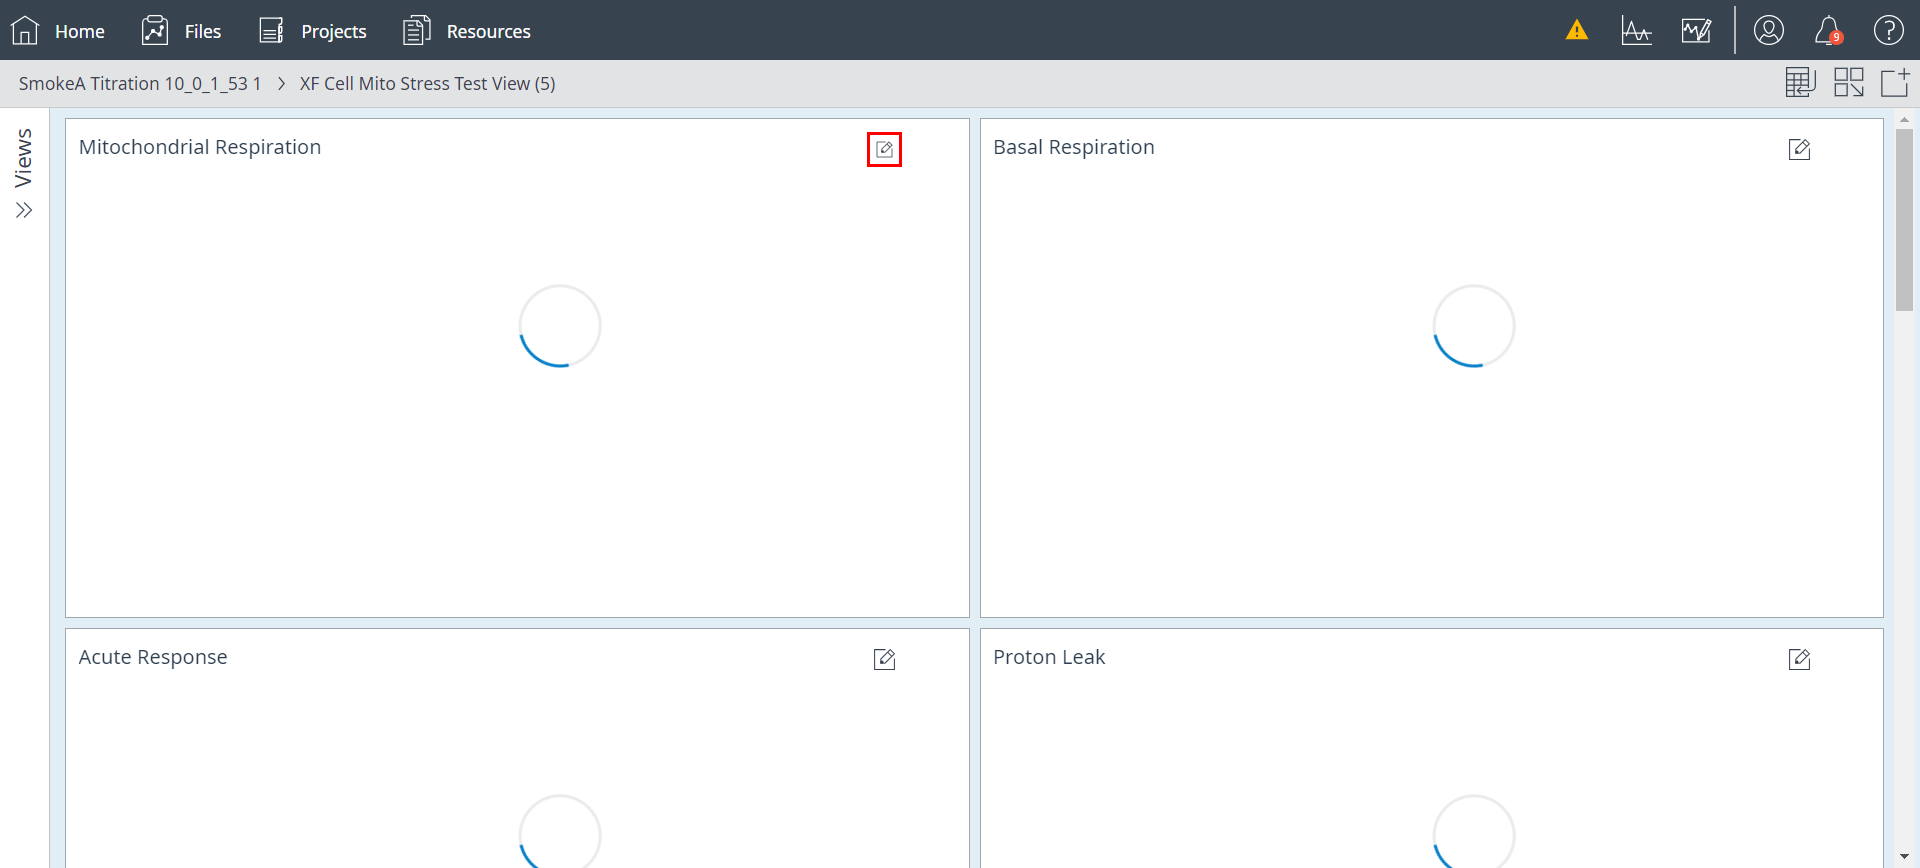 Home Files Projects Resources 9
SmokeA Titration 10_0_1_53 1 > XF Cell Mito Stress Test View (5)
Views
Mitochondrial Respiration
Basal Respiration
Acute Response
Proton Leak